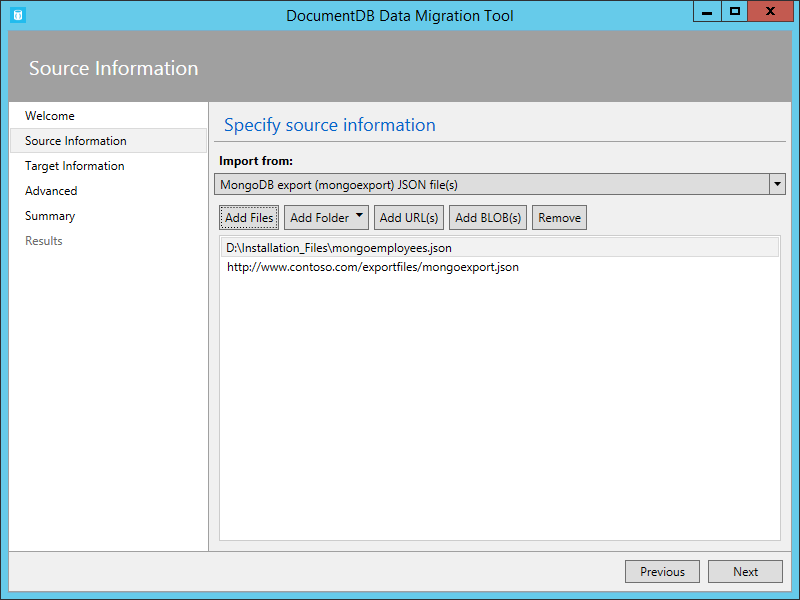 DocumentDB Data Migration Tool
Source Information
Welcome
Source Information
Target Information
Advanced
Summary
Results
Specify source information
Import from:
MongoDB export (mongoexport) JSON file(s)
Add Files Add Folder Add URL(s) Add BLOB(s) Remove
D:\Installation_Files\mongoemployees.json
http://www.contoso.com/exportfiles/mongoexport.json
Previous Next